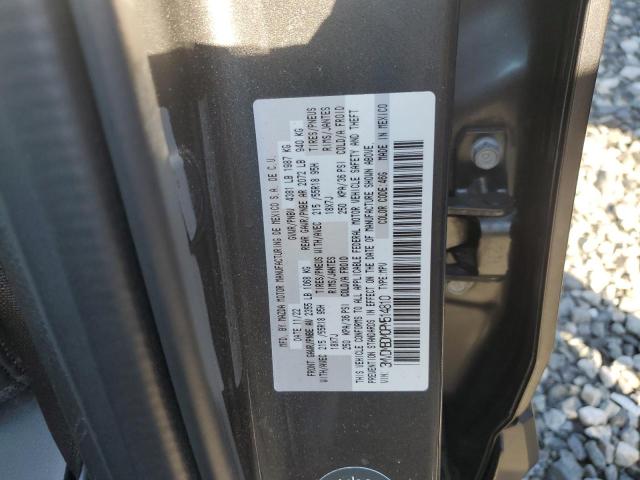 MFD. BY MAZDA MOTOR MANUFACTURING DE MEXICO S.A. DE C.V.
DATE: 11/22 GVWR/PNBV 4381 LB 1987 KG
FRONT GAWR/PNBE AV 2355 LB 1068 KG REAR GAWR/PNBE AR 2072 LB 940 KG
WITH/AVEC 215 /55R18 95H TIRES/PNEUS WITH/AVEC 215 /55R18 95H TIRES/PNEUS
18X7J RIMS/JANTES 18X7J RIMS/JANTES
250 KPA/36 PSI COLD/A FROID 250 KPA/36 PSI COLD/A FROID
THIS VEHICLE CONFORMS TO ALL APPLICABLE FEDERAL MOTOR VEHICLE SAFETY AND THEFT
PREVENTION STANDARDS IN EFFECT ON THE DATE OF MANUFACTURE SHOWN ABOVE.
COLOR CODE: 46G MADE IN MEXICO
VIN: TYPE: MPV